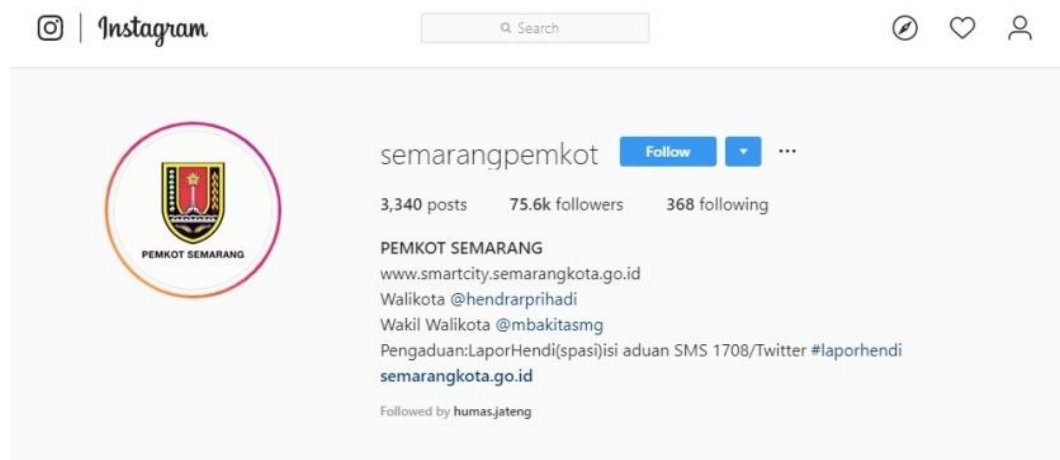 Instagram
Search
semarangpemkot Follow ...
3,340 posts 75.6k followers 368 following
PEMKOT SEMARANG
PEMKOT SEMARANG
www.smartcity.semarangkota.go.id
Walikota @hendrarprihadi
Wakil Walikota @mbakitasmg
Pengaduan:LaporHendi(spasi)isi aduan SMS 1708/Twitter #laporhendi
semarangkota.go.id
Followed by humas.jateng